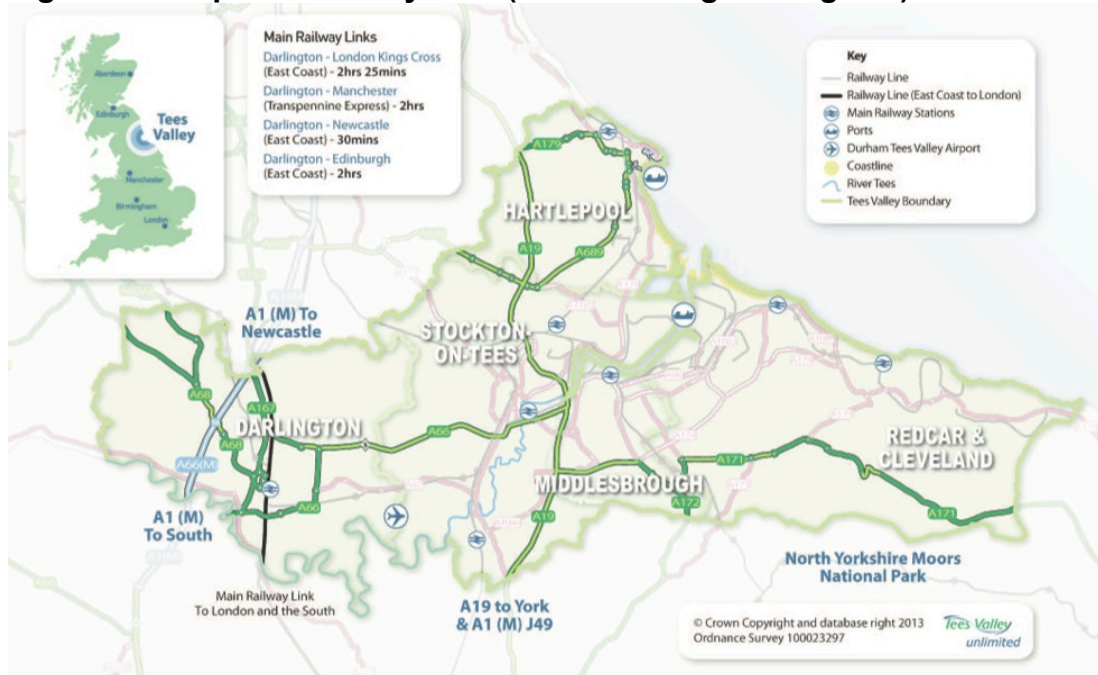 Aberdeen
Edinburgh
Tees
Valley
Manchester
Birmingham
London
Main Railway Links
Darlington - London Kings Cross
(East Coast) - 2hrs 25mins
Darlington - Manchester
(Transpennine Express) - 2hrs
Darlington - Newcastle
(East Coast) - 30mins
Darlington - Edinburgh
(East Coast) - 2hrs
Key
Railway Line
Railway Line (East Coast to London)
Main Railway Stations
Ports
Durham Tees Valley Airport
Coastline
River Tees
Tees Valley Boundary
A179
HARTLEPOOL
A19
A689
A1 (M) To
Newcastle
STOCKTON-
ON-TEES
A68
A167
DARLINGTON
A68
A66
A66(M)
REDCAR &
CLEVELAND
A171
MIDDLESBROUGH
A172
A66
A19
A171
A1 (M)
To South
North Yorkshire Moors
National Park
Main Railway Link
To London and the South
A19 to York
& A1 (M) J49
© Crown Copyright and database right 2013
Ordnance Survey 100023297
Tees Valley
unlimited